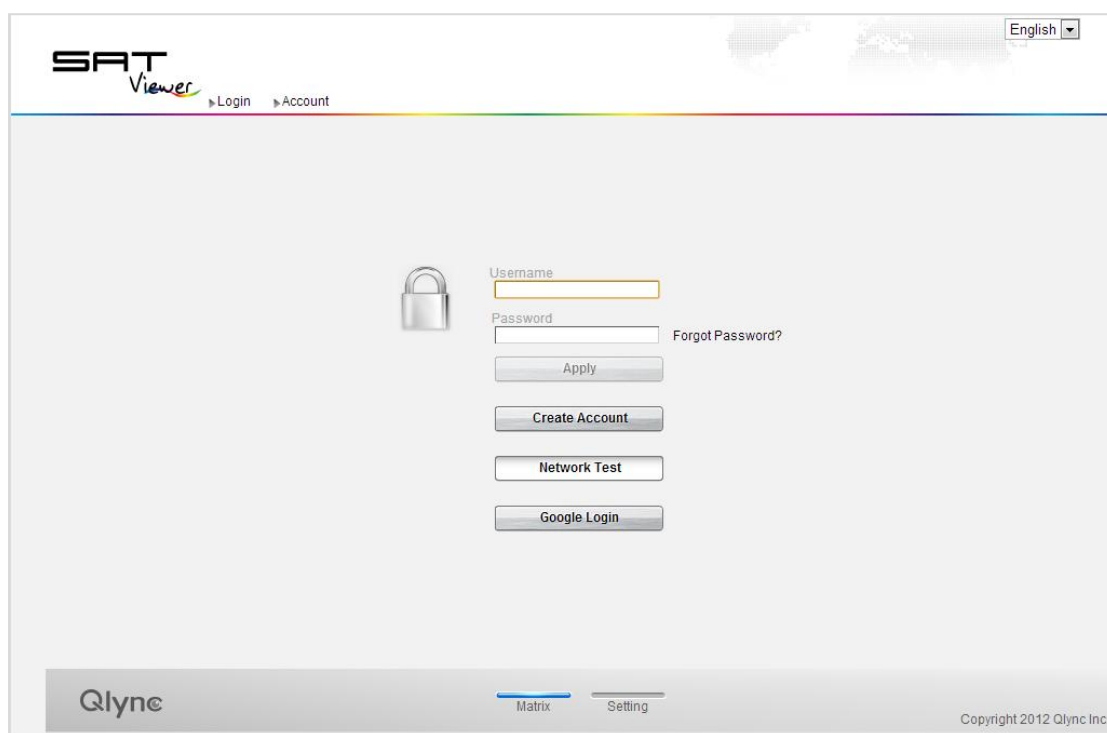 English
SAT
Viewer
Login Account
Username
Password
Forgot Password?
Apply
Create Account
Network Test
Google Login
Qlync
Matrix Setting
Copyright 2012 Qlync Inc